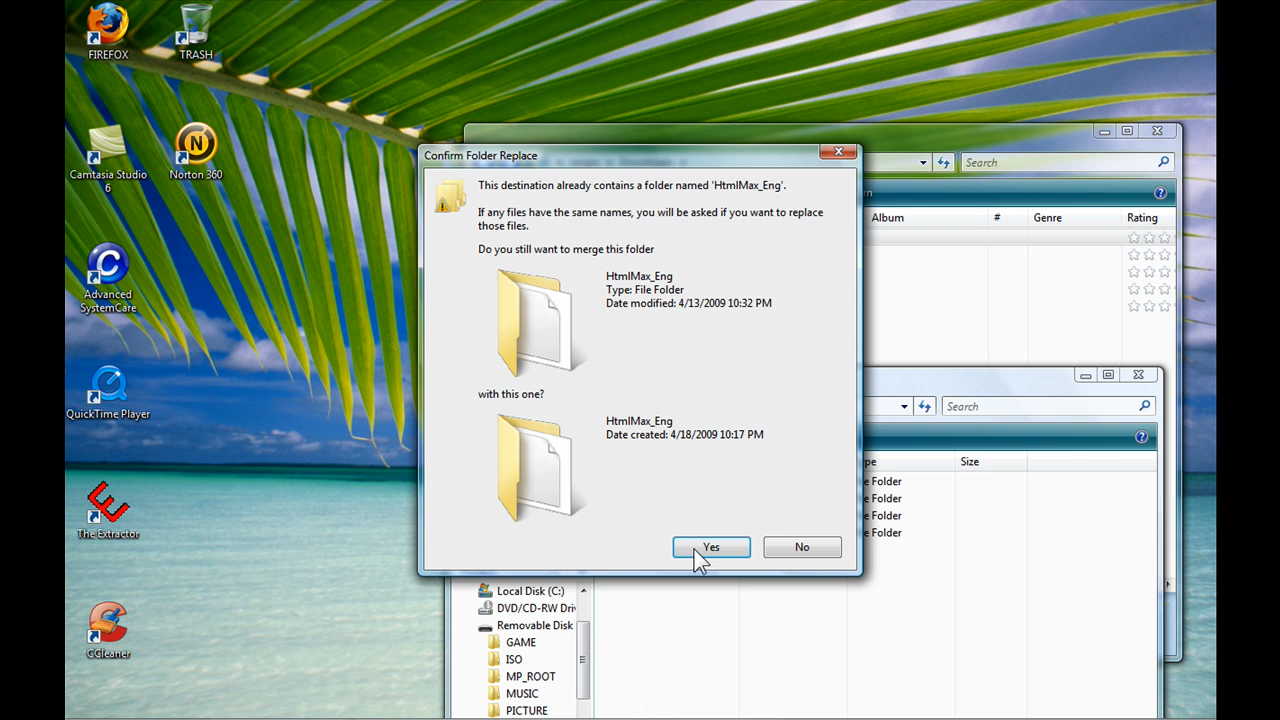 FIREFOX
TRASH
Camtasia Studio
6
Norton 360
Advanced
SystemCare
QuickTime Player
The Extractor
CCleaner
Confirm Folder Replace
This destination already contains a folder named 'HtmlMax_Eng'.
If any files have the same names, you will be asked if you want to replace
those files.
Do you still want to merge this folder
HtmlMax_Eng
Type: File Folder
Date modified: 4/13/2009 10:32 PM
with this one?
HtmlMax_Eng
Date created: 4/18/2009 10:17 PM
Yes
No
Search
Album
#
Genre
Rating
Search
pe
Size
e Folder
e Folder
e Folder
e Folder
Local Disk (C:)
DVD/CD-RW Driv
Removable Disk
GAME
ISO
MP_ROOT
MUSIC
PICTURE